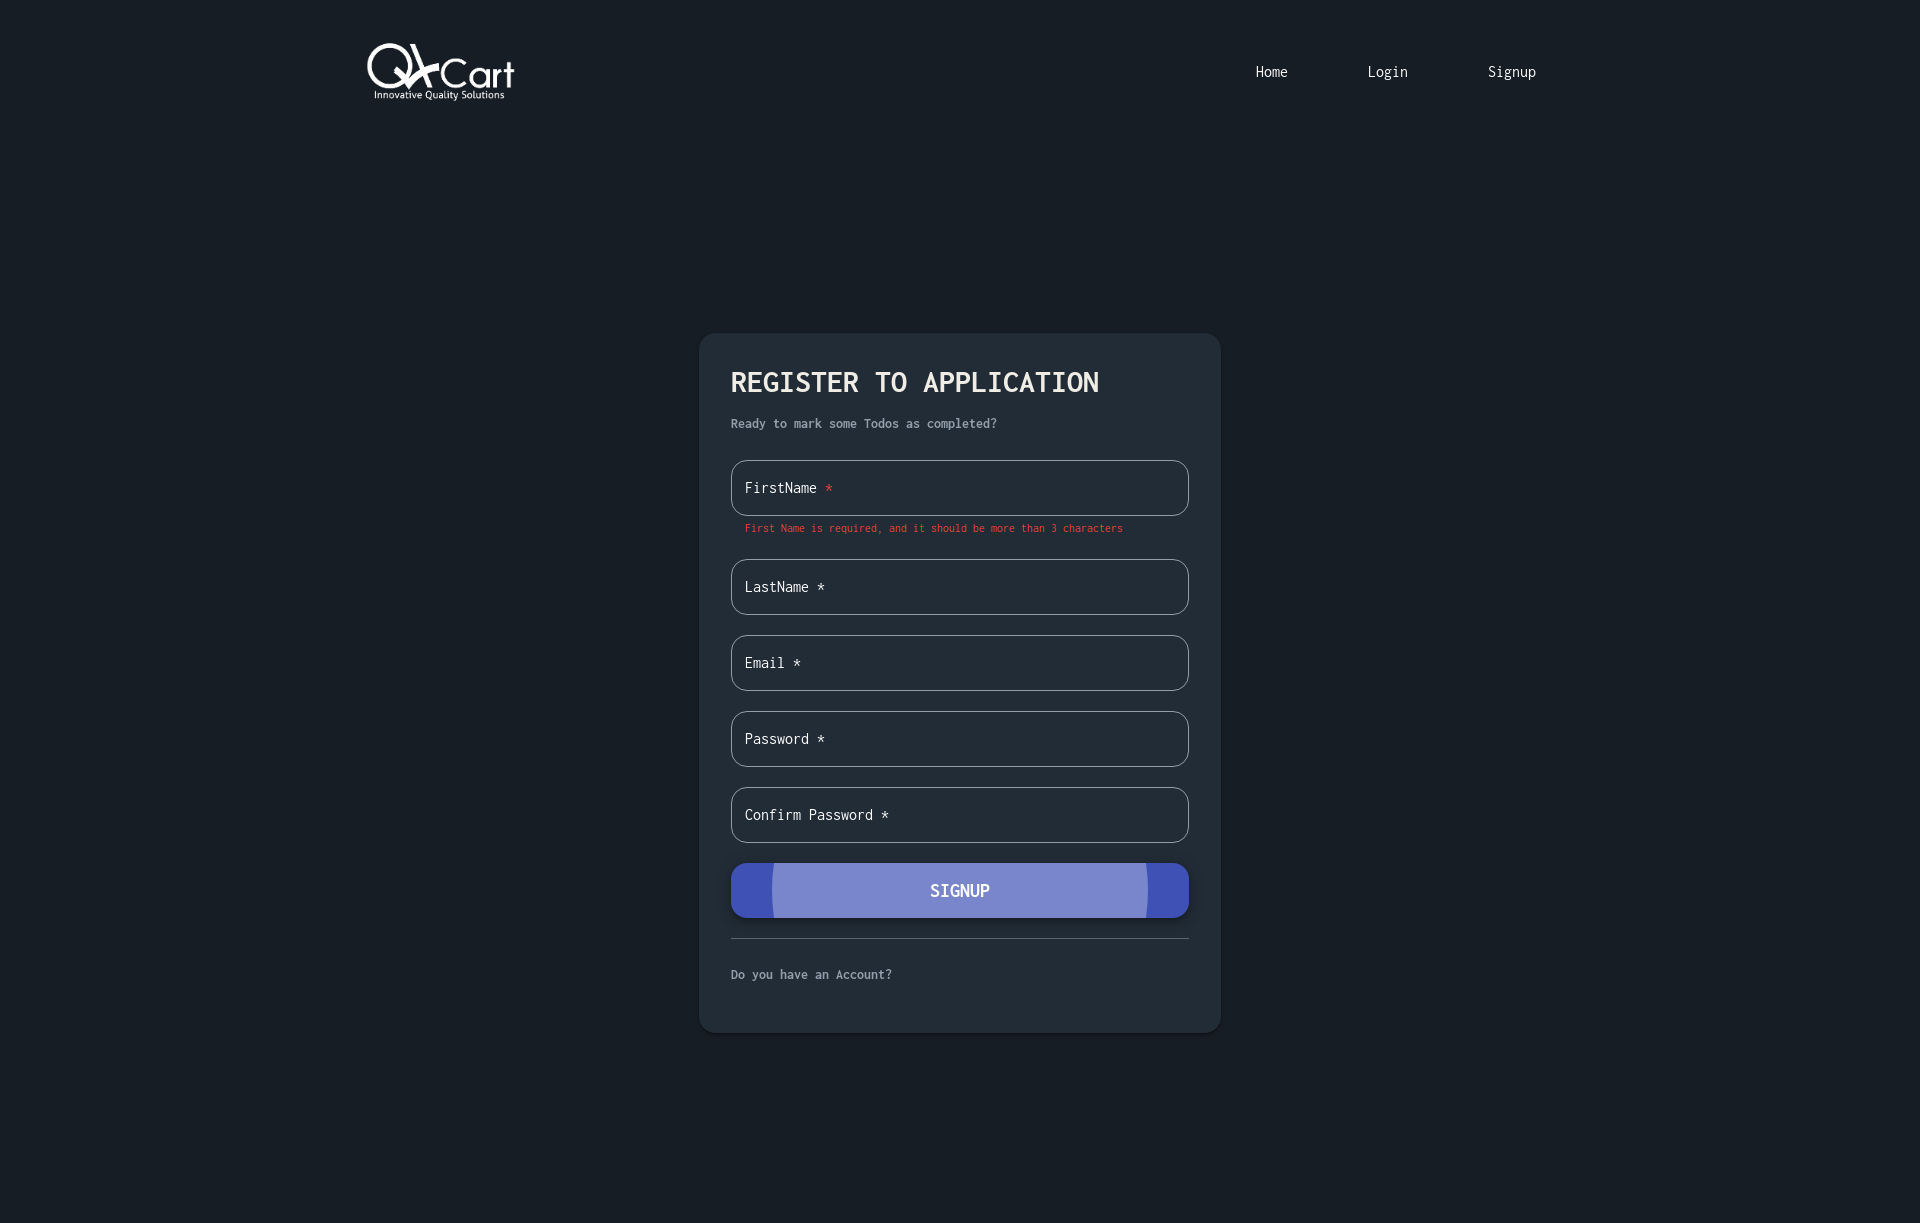 QACart
Innovative Quality Solutions
Home
Login
Signup
REGISTER TO APPLICATION
Ready to mark some Todos as completed?
FirstName *
First Name is required, and it should be more than 3 characters
LastName *
Email *
Password *
Confirm Password *
SIGNUP
Do you have an Account?